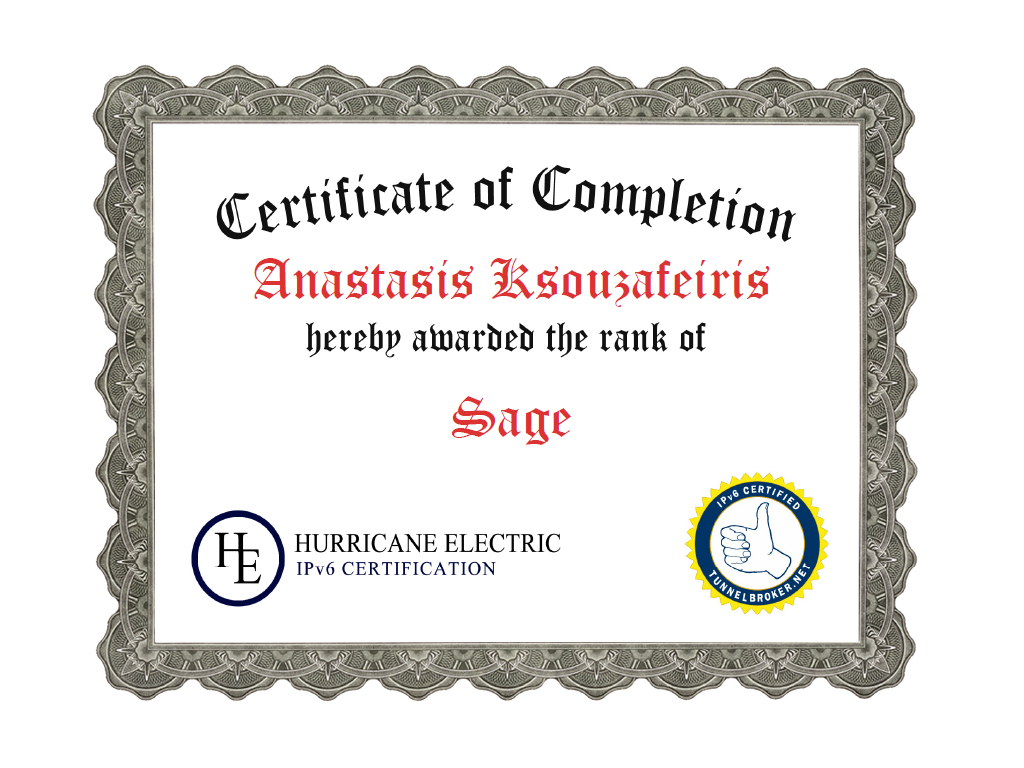 Certificate of Completion
Anastasis Ksouzafeiris
hereby awarded the rank of
Sage
HE
HURRICANE ELECTRIC
IPv6 CERTIFICATION
IPv6 CERTIFIED
TUNNELBROKER.NET